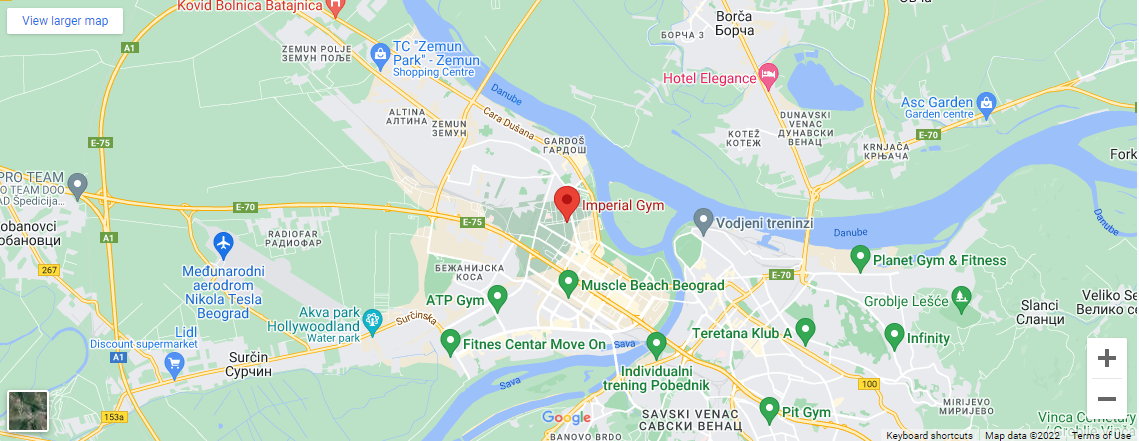 Kovid Bolnica Batajnica
View larger map
A1
ZEMUN POLJE
ЗЕМУН ПОЉЕ
TC "Zemun
Park" - Zemun
Shopping Centre
Borča
Борча
БОРЧА 3
Hotel Elegance
Danube
Cara Dušana
ALTINA
АЛТИНА
ZEMUN
ЗЕМУН
GARDOŠ
ГАРДОШ
DUNAVSKI
VENAC
ДУНАВСКИ
ВЕНАЦ
KOTEŽ
КОТЕЖ
Asc Garden
Garden centre
E-70
KRNJAČA
КРЊАЧА
E-75
PRO TEAM
O TEAM DOO
AD Spedicija...
obanovci
обановци
267
E-70
E-75
A1
RADIOFAR
РАДИОФАР
Međunarodni
aerodrom
Nikola Tesla
Beograd
Imperial Gym
Vodjeni treninzi
Danube
Planet Gym & Fitness
E-70
БЕЖАНИЈСКА
КОСА
ATP Gym
Muscle Beach Beograd
Groblje Lešće
Slanci
Сланци
Veliko Se
Велико се
Akva park
Hollywoodland
Water park
Surčinska
Lidl
Discount supermarket
A1
Surčin
Сурчин
153a
Fitnes Centar Move On
Sava
Sava
Individualni
trening Pobednik
Teretana Klub A
Infinity
100
MIRIJEVO
МИРИЈЕВО
Pit Gym
SAVSKI VENAC
САВСКИ ВЕНАЦ
BANOVO BRDO
Vinca Cemetery
Google
Keyboard shortcuts
Map data ©2022
Terms of Use